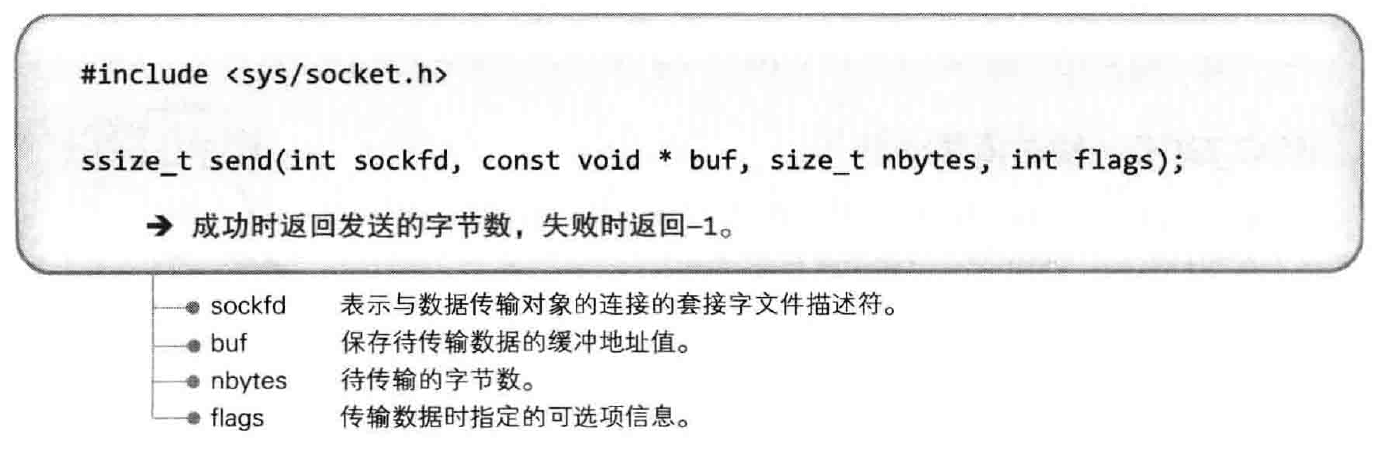 #include <sys/socket.h>
ssize_t send(int sockfd, const void * buf, size_t nbytes, int flags);
➔ 成功时返回发送的字节数，失败时返回–1。
sockfd 表示与数据传输对象的连接的套接字文件描述符。
buf 保存待传输数据的缓冲地址值。
nbytes 待传输的字节数。
flags 传输数据时指定的可选项信息。